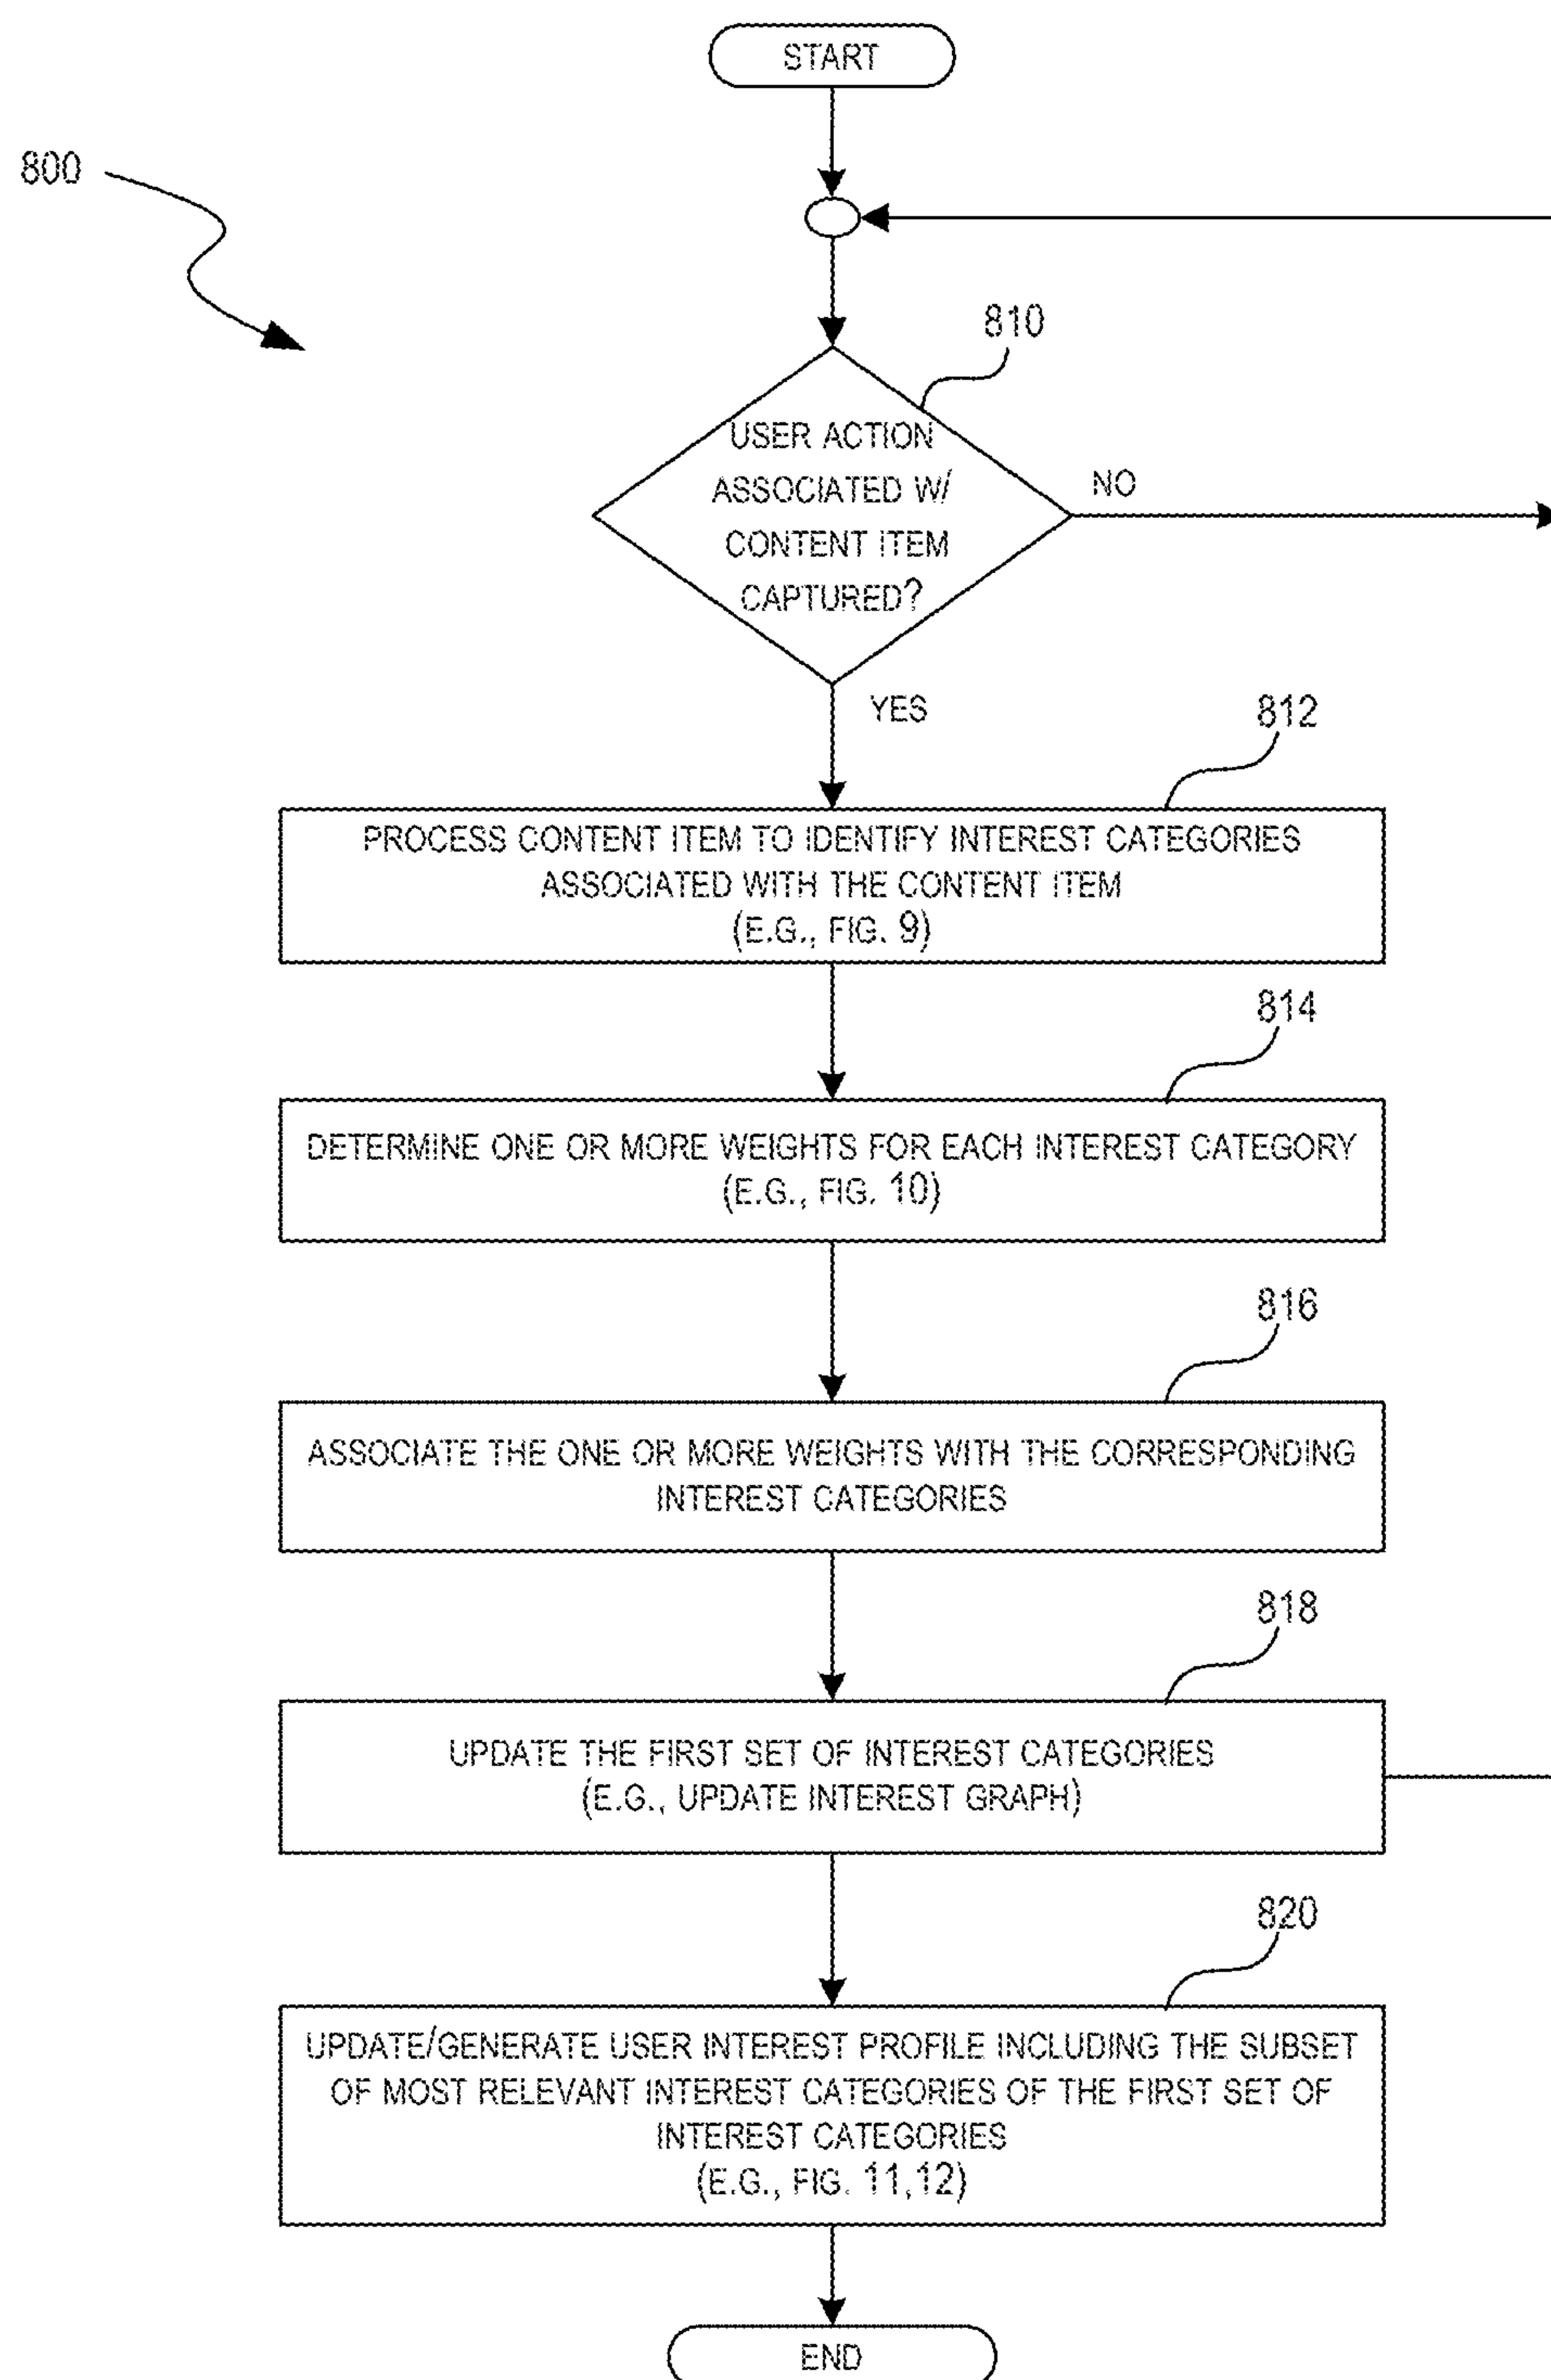 START
800
810
USER ACTION
ASSOCIATED W/
CONTENT ITEM
CAPTURED?
NO
YES
812
PROCESS CONTENT ITEM TO IDENTIFY INTEREST CATEGORIES
ASSOCIATED WITH THE CONTENT ITEM
(E.G., FIG. 9)
814
DETERMINE ONE OR MORE WEIGHTS FOR EACH INTEREST CATEGORY
(E.G., FIG. 10)
816
ASSOCIATE THE ONE OR MORE WEIGHTS WITH THE CORRESPONDING
INTEREST CATEGORIES
818
UPDATE THE FIRST SET OF INTEREST CATEGORIES
(E.G., UPDATE INTEREST GRAPH)
820
UPDATE/GENERATE USER INTEREST PROFILE INCLUDING THE SUBSET
OF MOST RELEVANT INTEREST CATEGORIES OF THE FIRST SET OF
INTEREST CATEGORIES
(E.G., FIG. 11,12)
END